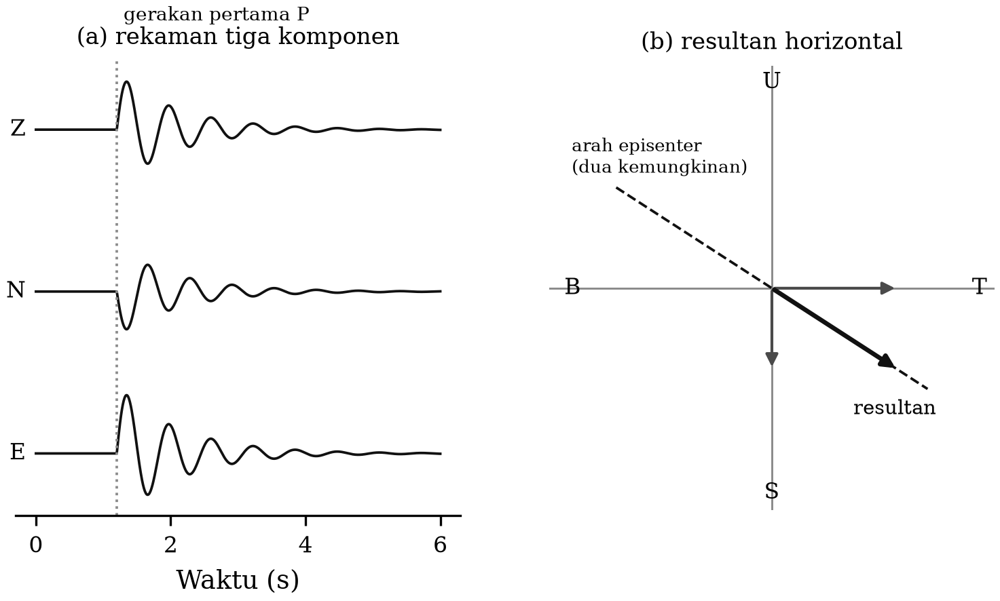 gerakan pertama P
(a) rekaman tiga komponen
Z
N
E
0 2 4 6
Waktu (s)
(b) resultan horizontal
U
arah episenter
(dua kemungkinan)
B T
resultan
S